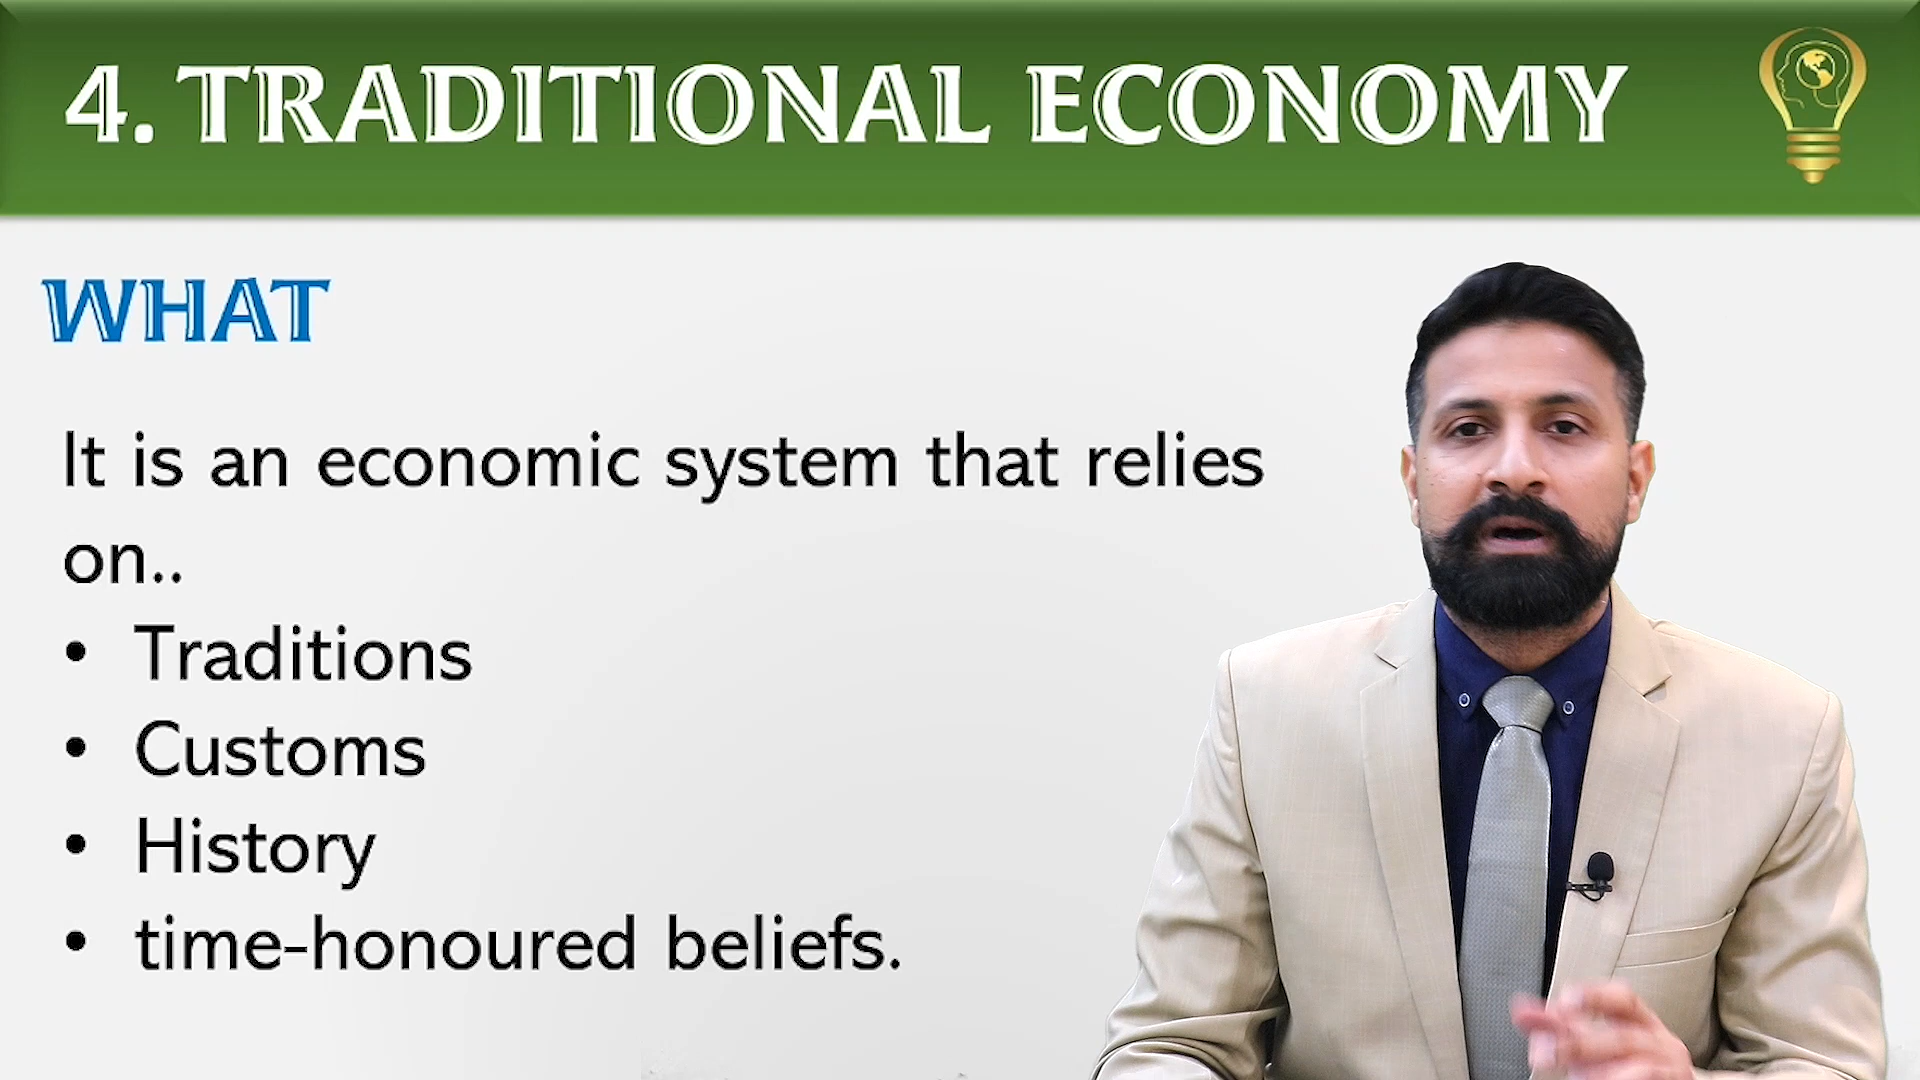 4. TRADITIONAL ECONOMY
WHAT
It is an economic system that relies
on..
• Traditions
• Customs
• History
• time-honoured beliefs.